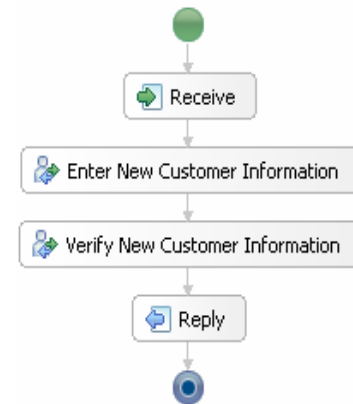 Receive
Enter New Customer Information
Verify New Customer Information
Reply